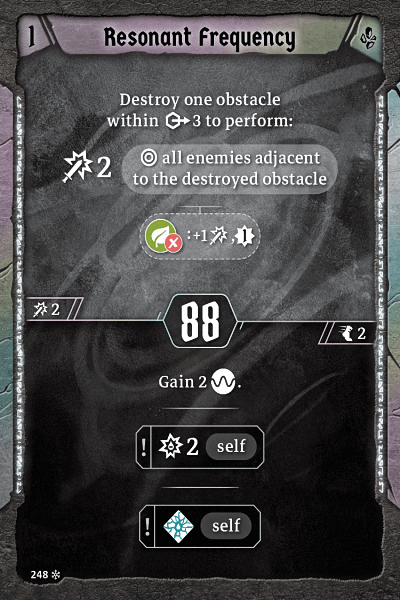 1 Resonant Frequency
Destroy one obstacle
within 3 to perform:
2 all enemies adjacent
to the destroyed obstacle
:+1 ,
2
88
2
Gain 2 .
! 2 self
! self
248